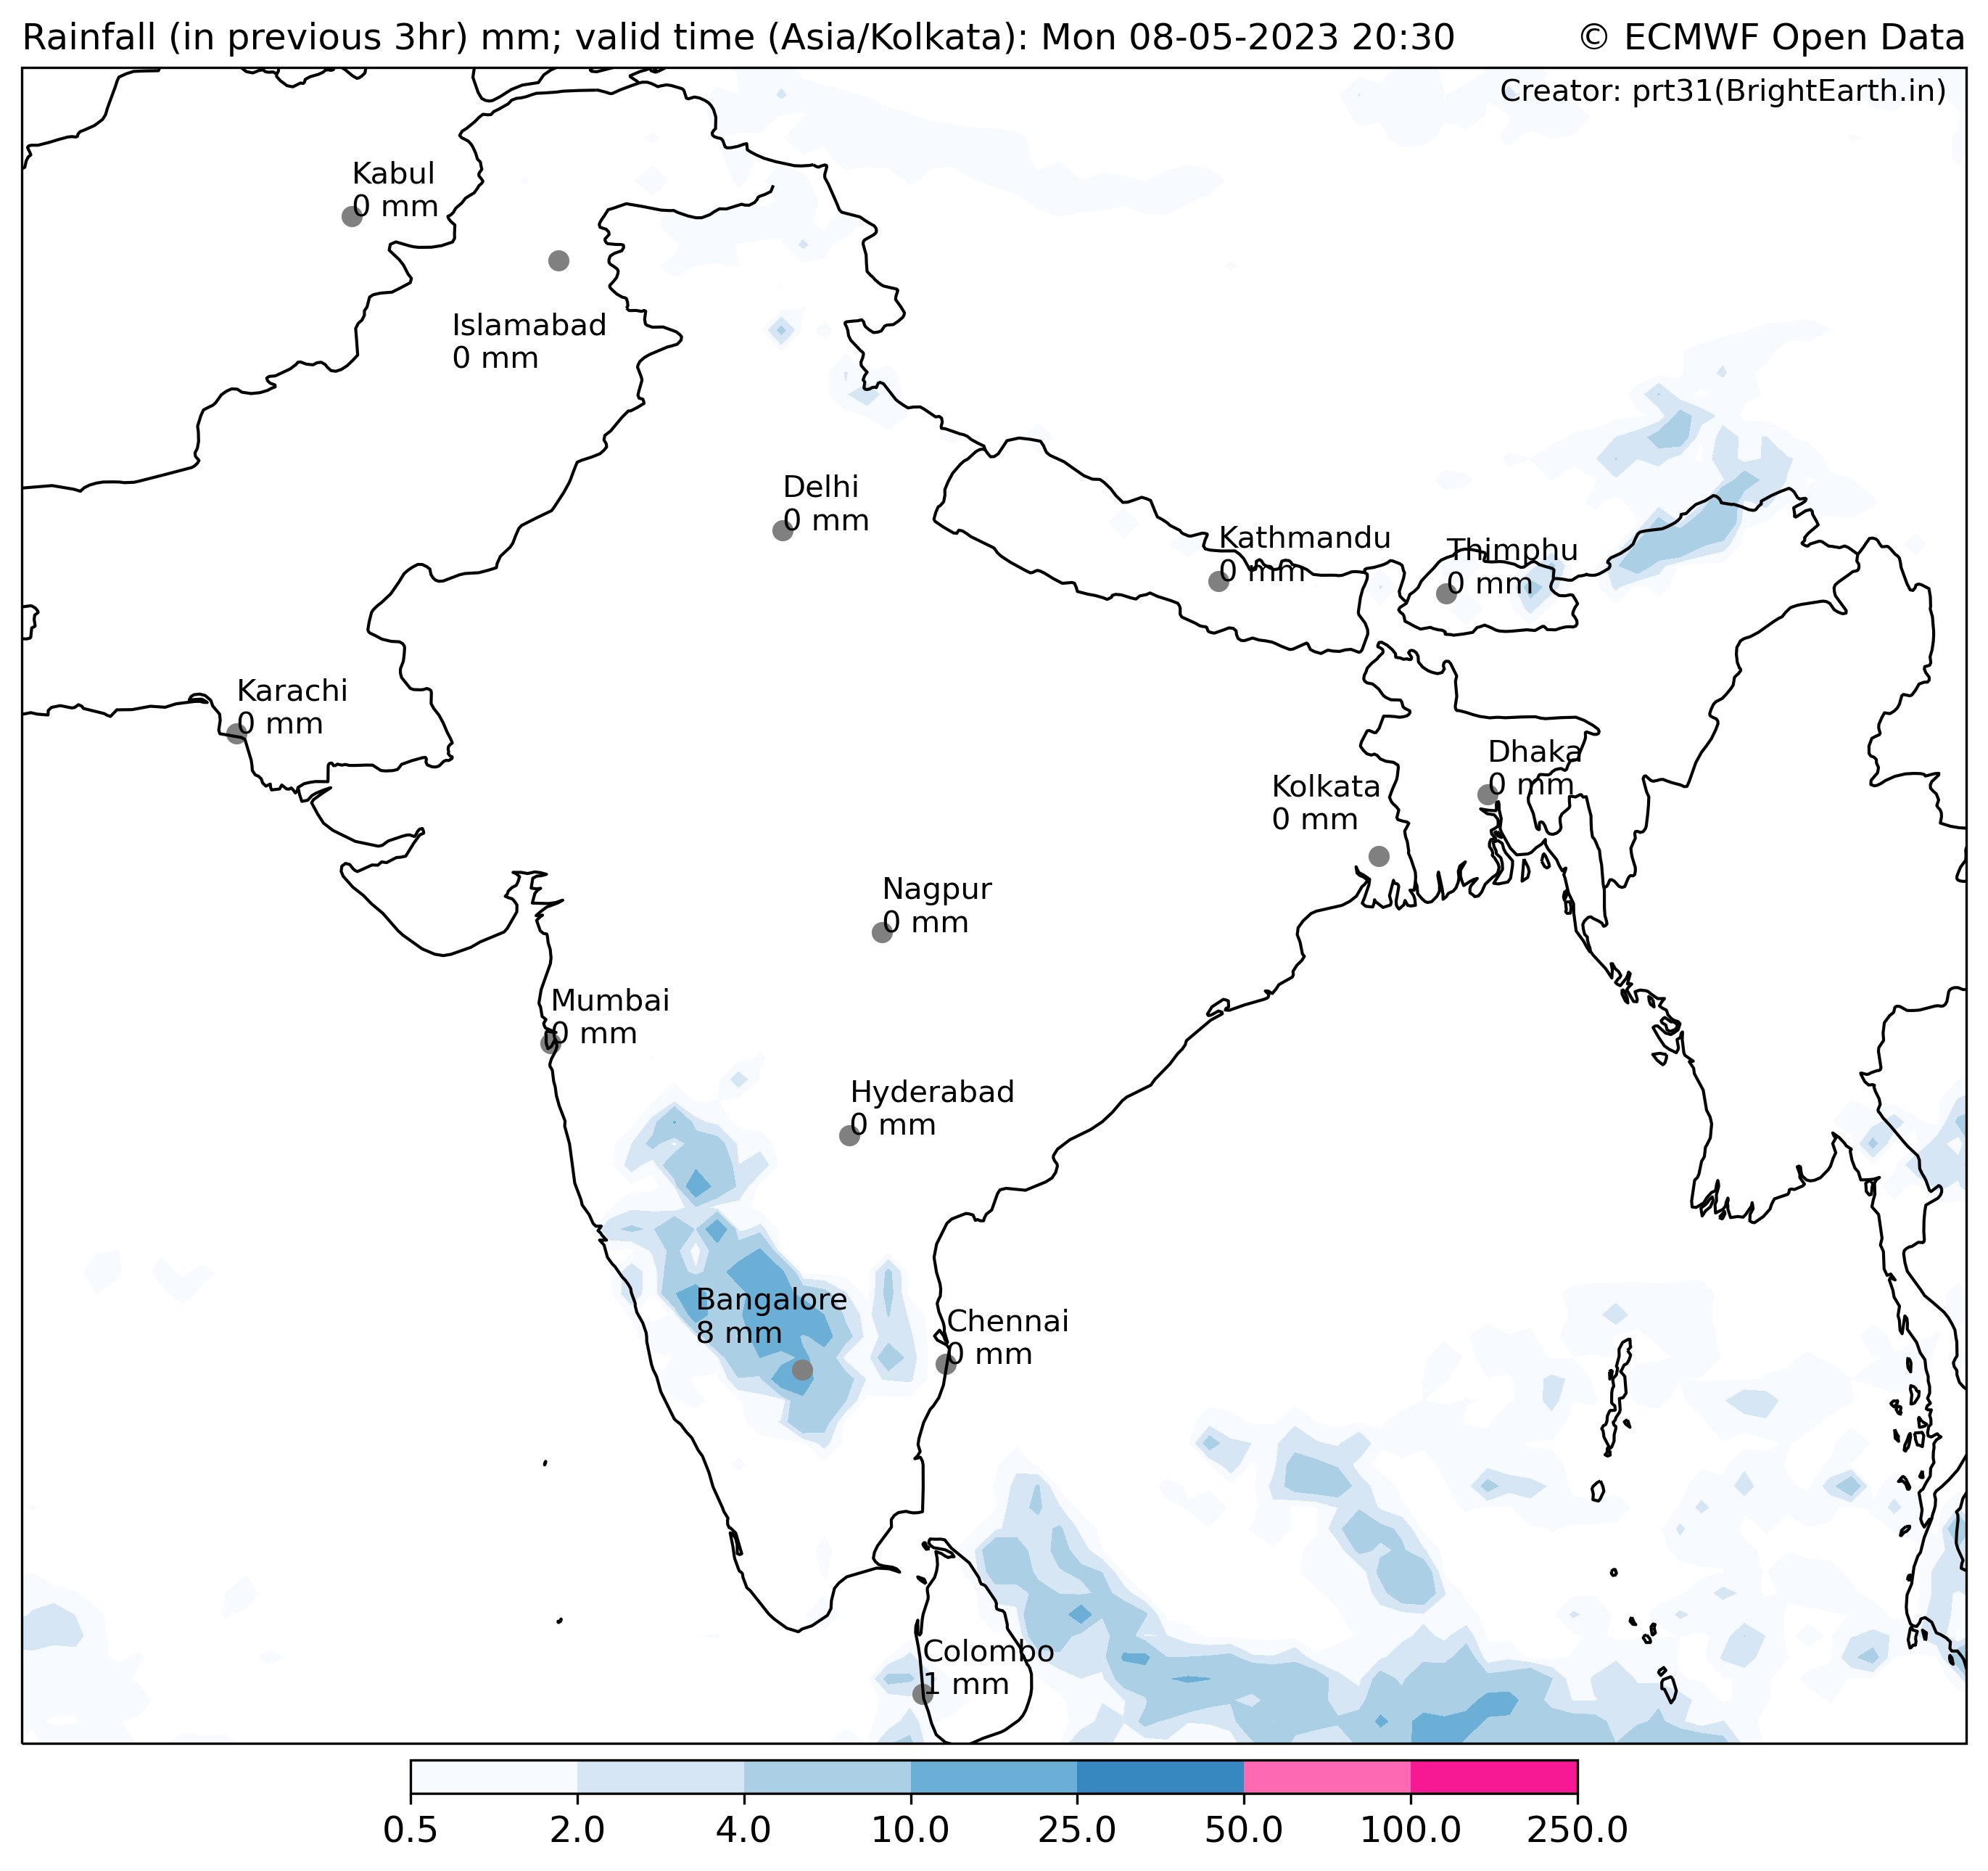 Rainfall (in previous 3hr) mm; valid time (Asia/Kolkata): Mon 08-05-2023 20:30
© ECMWF Open Data
Creator: prt31(BrightEarth.in)
Kabul
0 mm
Islamabad
0 mm
Delhi
0 mm
Kathmandu
0 mm
Thimphu
0 mm
Karachi
0 mm
Dhaka
0 mm
Kolkata
0 mm
Nagpur
0 mm
Mumbai
0 mm
Hyderabad
0 mm
Bangalore
8 mm
Chennai
0 mm
Colombo
1 mm
0.5 2.0 4.0 10.0 25.0 50.0 100.0 250.0